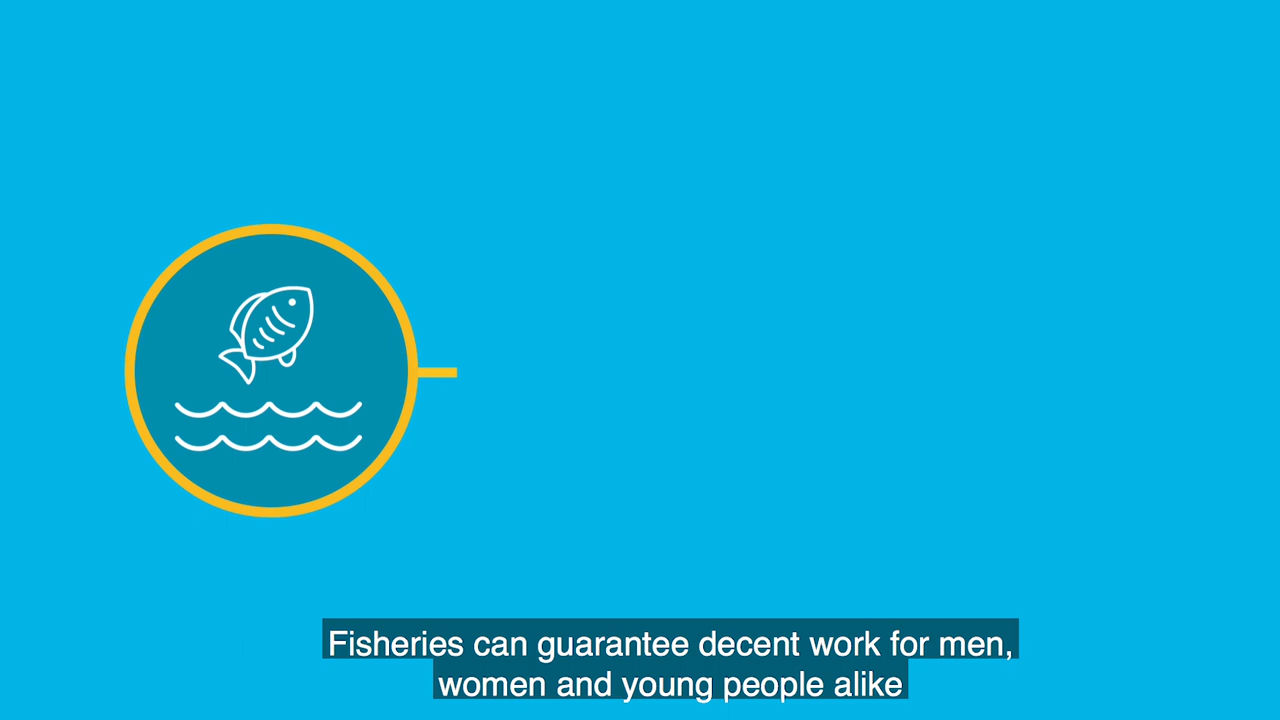 Fisheries can guarantee decent work for men,
women and young people alike